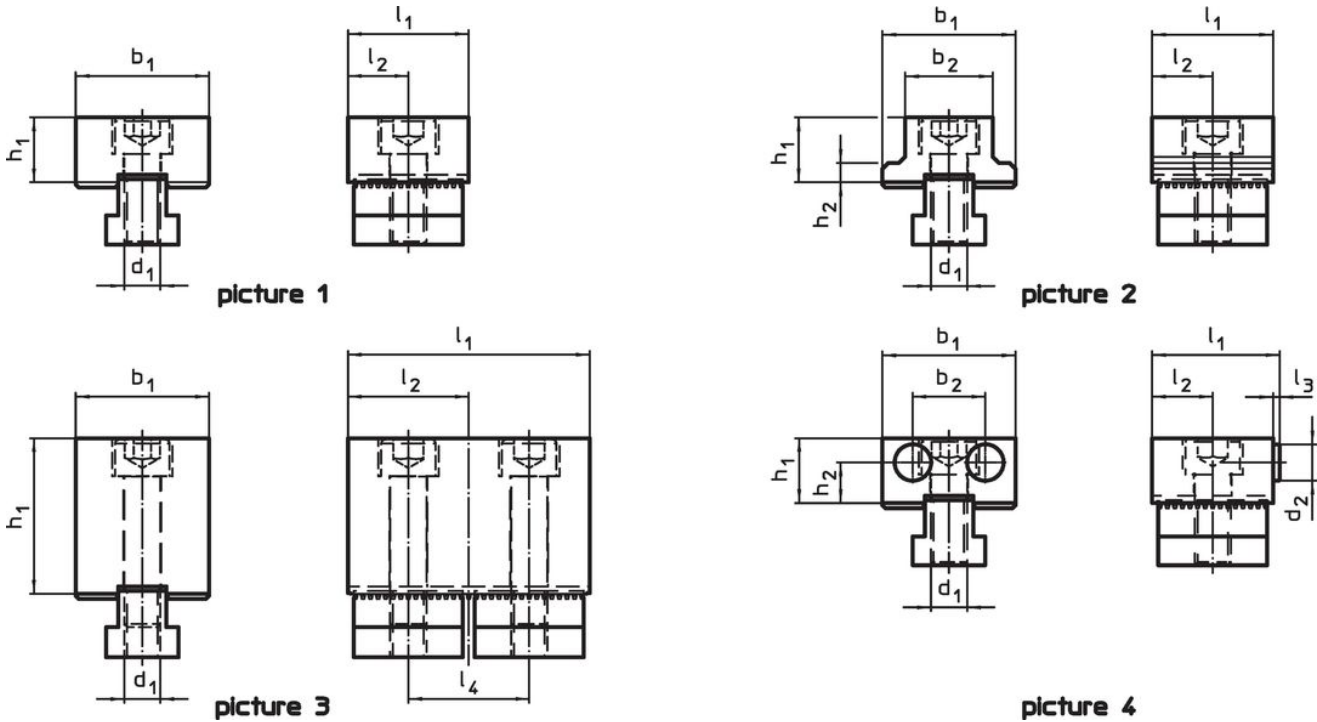 b₁
h₁
d₁
l₁
l₂
picture 1
b₁
b₂
h₁
h₂
d₁
l₁
l₂
picture 2
b₁
h₁
d₁
l₁
l₂
l₄
picture 3
b₁
b₂
h₁
h₂
d₁
l₁
l₂
l₃
d₂
picture 4